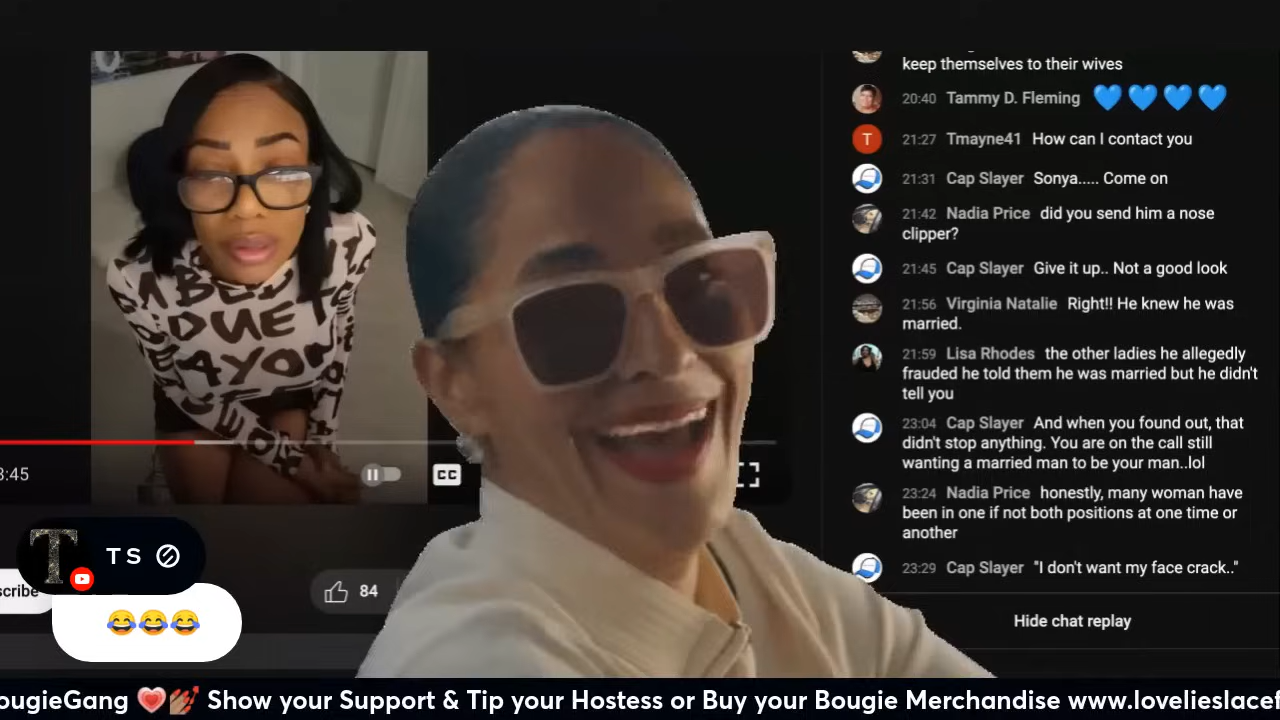 keep themselves to their wives
20:40 Tammy D. Fleming 💙💙💙💙
T
21:27 Tmayne41 How can I contact you
21:31 Cap Slayer Sonya..... Come on
21:42 Nadia Price did you send him a nose
clipper?
21:45 Cap Slayer Give it up.. Not a good look
21:56 Virginia Natalie Right!! He knew he was
married.
21:59 Lisa Rhodes the other ladies he allegedly
frauded he told them he was married but he didn't
tell you
23:04 Cap Slayer And when you found out, that
didn't stop anything. You are on the call still
wanting a married man to be your man..lol
23:24 Nadia Price honestly, many woman have
been in one if not both positions at one time or
another
23:29 Cap Slayer "I don't want my face crack.."
Hide chat replay
DUET
3:45
CC
T
TS
scribe
84
😂😂😂
ougieGang 💗💅🏽 Show your Support & Tip your Hostess or Buy your Bougie Merchandise www.lovelieslacef